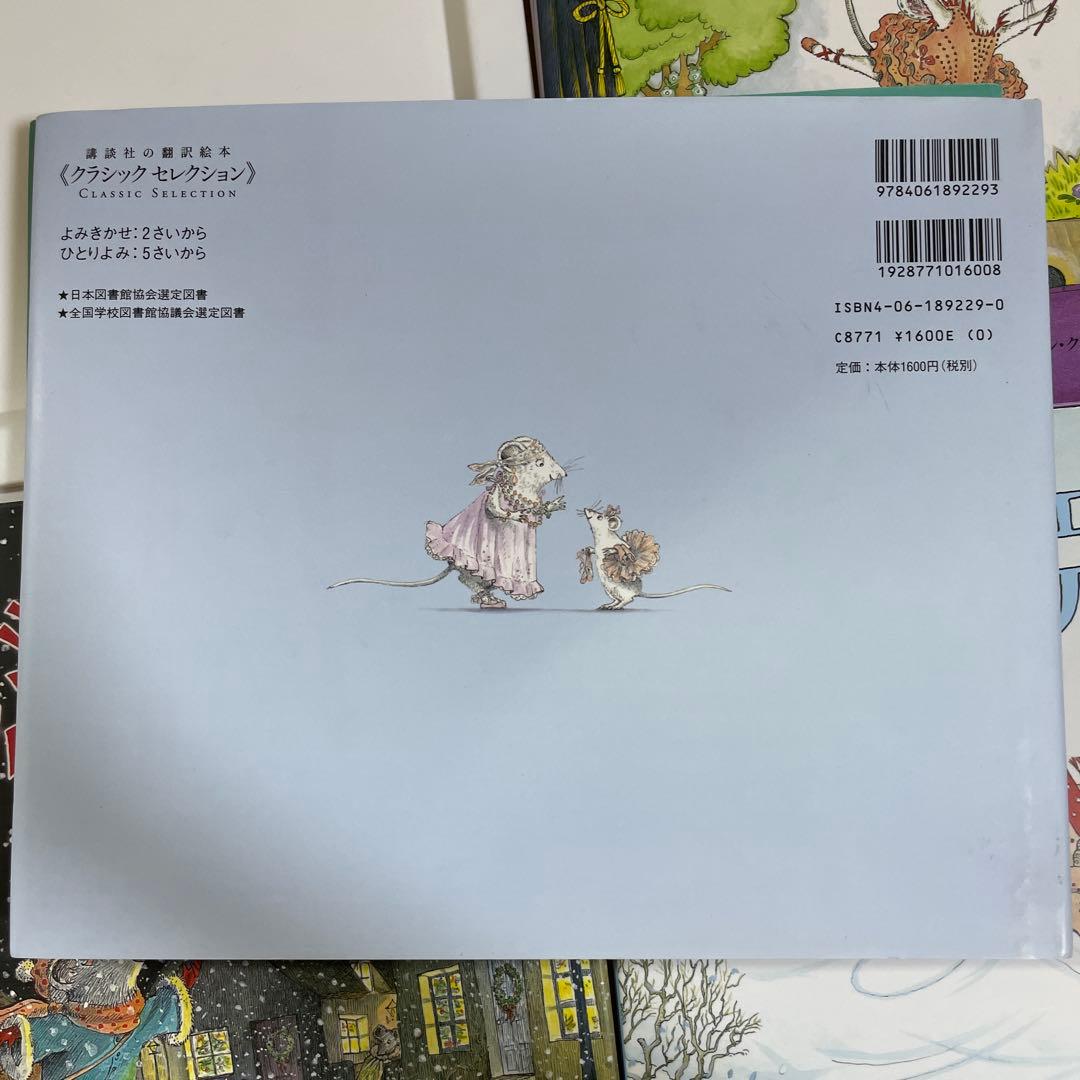 講談社の翻訳絵本
《クラシック セレクション》
CLASSIC SELECTION
よみきかせ：2さいから
ひとりよみ：5さいから
★日本図書館協会選定図書
★全国学校図書館協議会選定図書
9784061892293
1928771016008
ISBN4-06-189229-0
C8771 ¥1600E (0)
定価：本体1600円(税別)
ン・ク